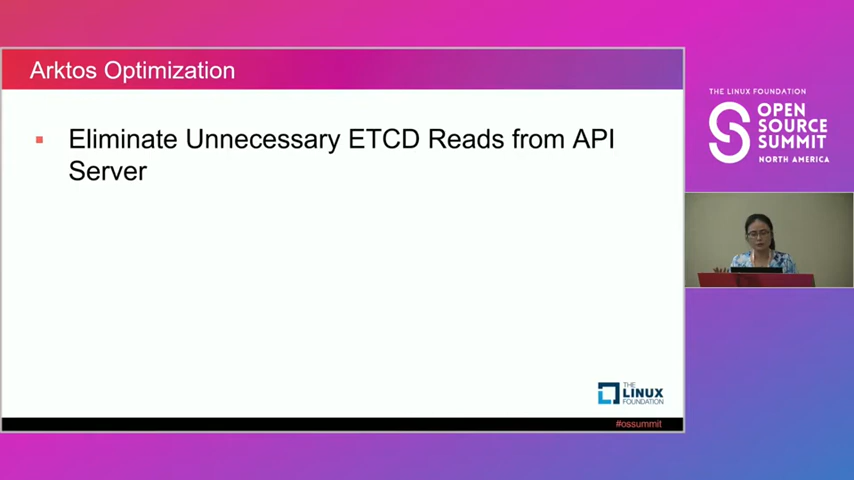 Arktos Optimization
Eliminate Unnecessary ETCD Reads from API
Server
THE
LINUX
FOUNDATION
#ossummit
THE LINUX FOUNDATION
OPEN
SOURCE
SUMMIT
NORTH AMERICA